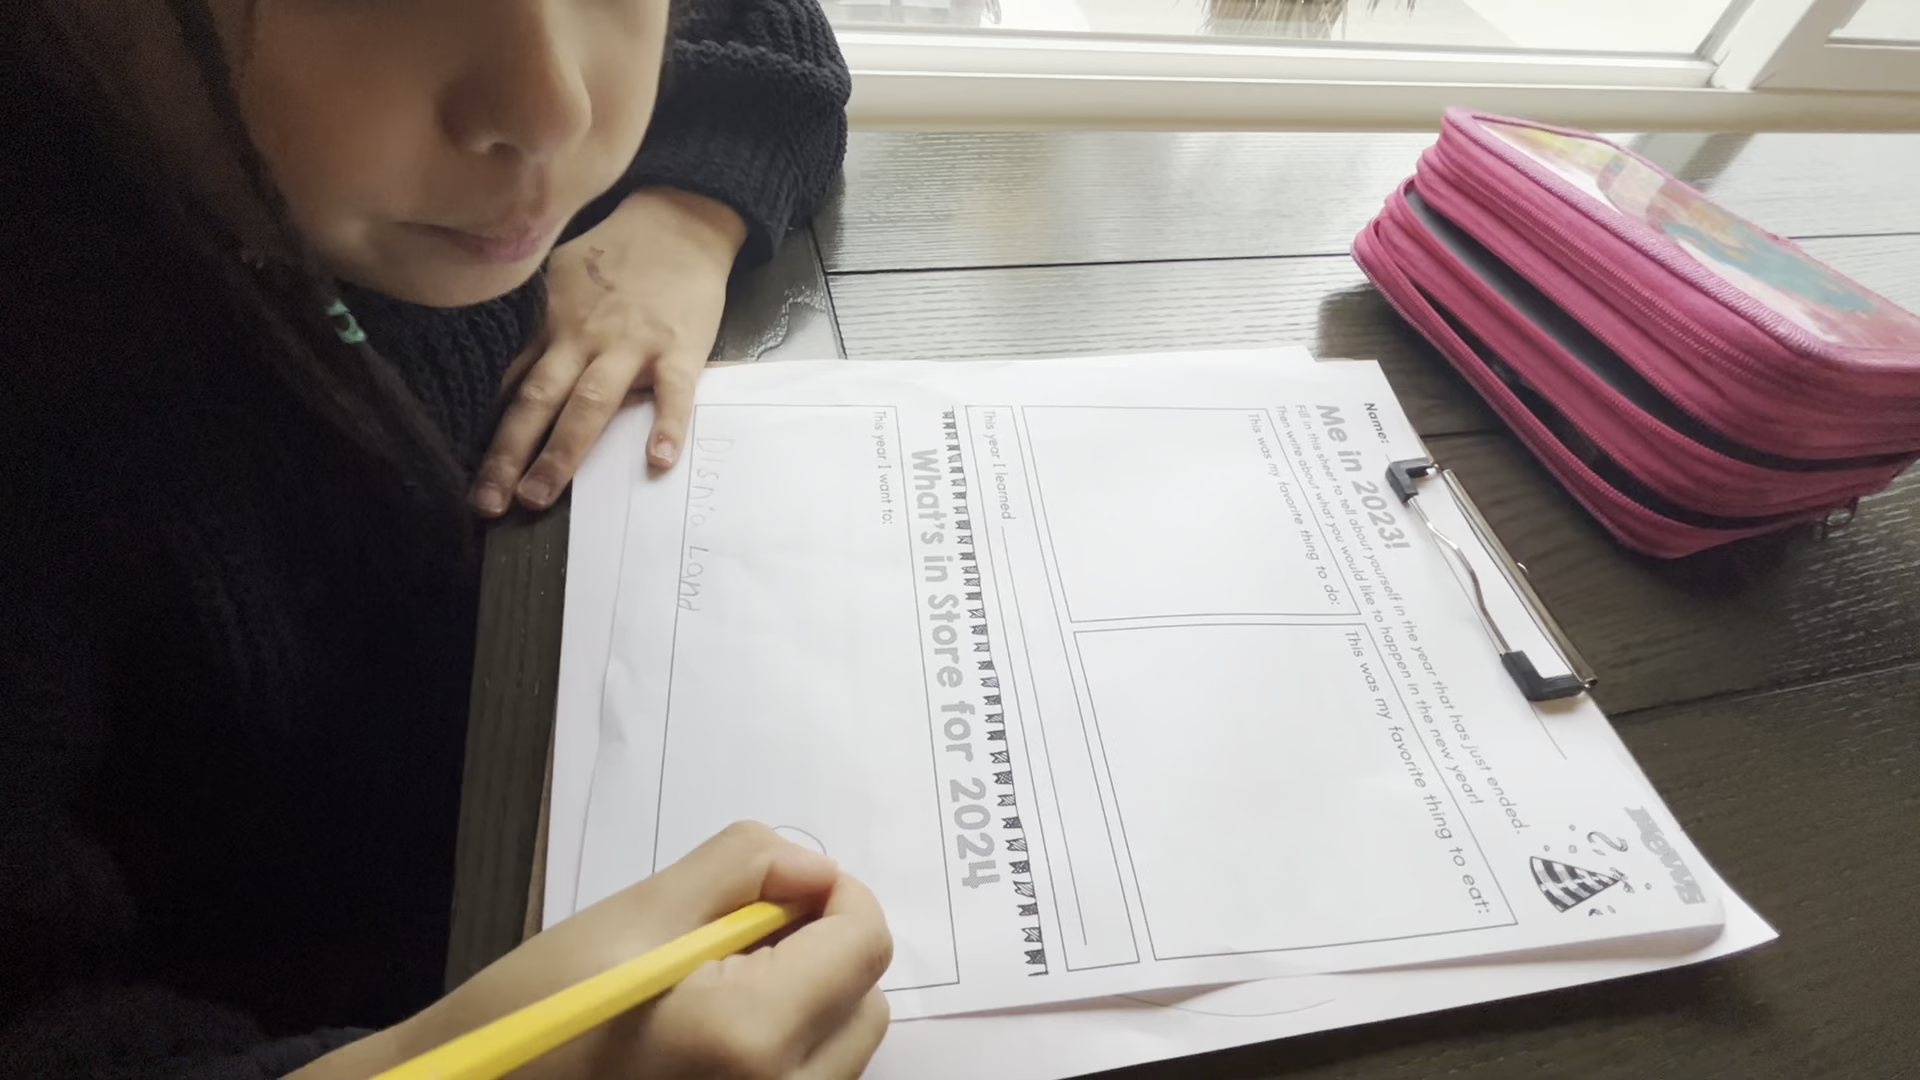 Name:
Me in 2023!
Fill in this sheet to tell about yourself in the year that has just ended.
Then write about what you would like to happen in the new year!
This was my favorite thing to do:
This was my favorite thing to eat:
This year I learned
What's in Store for 2024
This year I want to:
Disnio Land